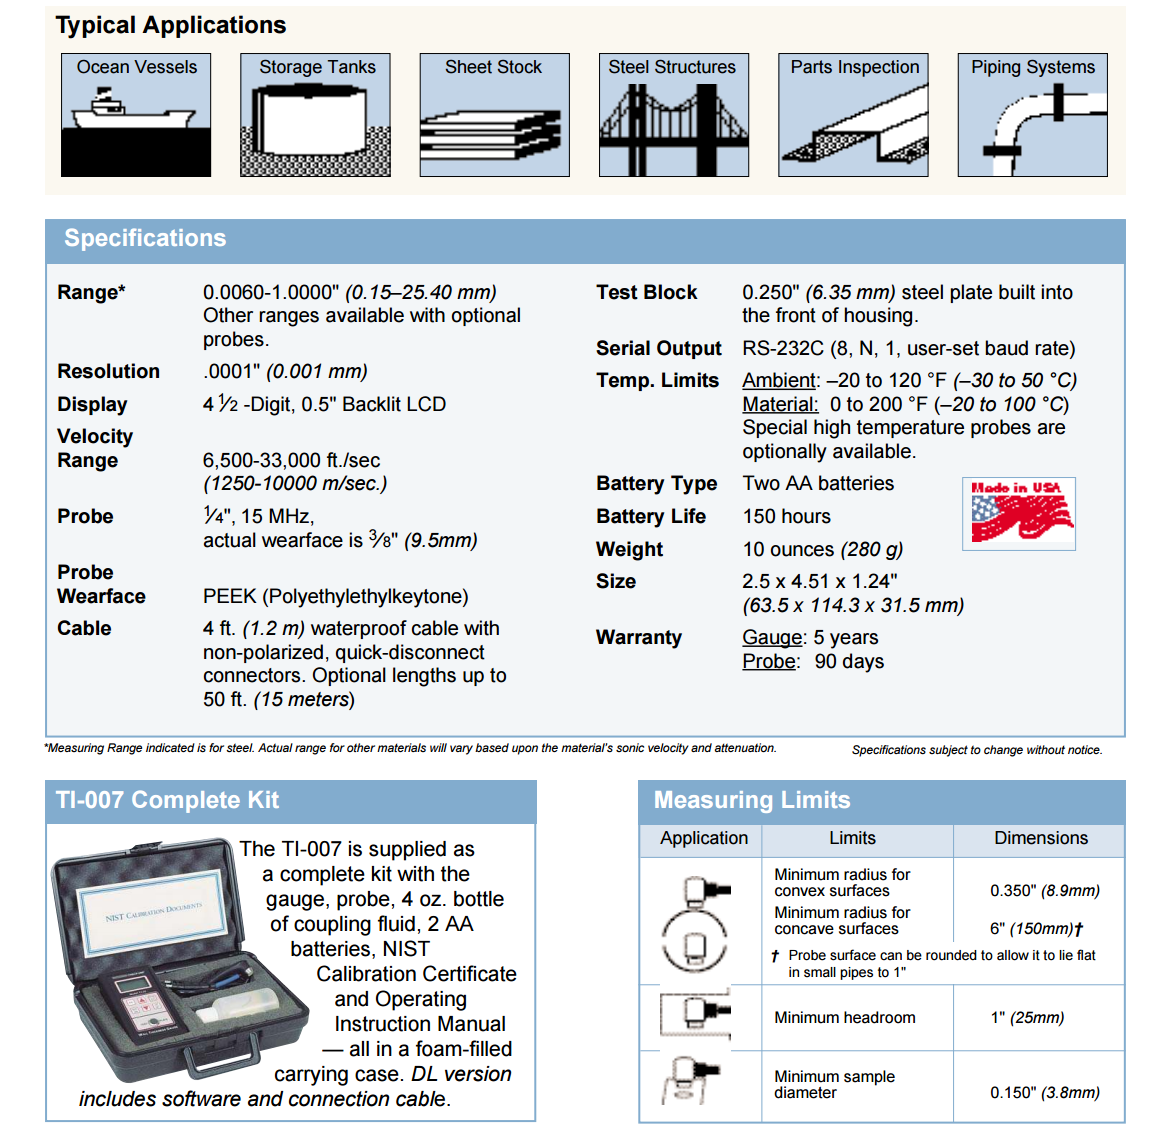 Typical Applications
Ocean Vessels
Storage Tanks
Sheet Stock
Steel Structures
Parts Inspection
Piping Systems
Specifications
Range*
0.0060-1.0000" (0.15–25.40 mm)
Other ranges available with optional
probes.
Resolution
.0001" (0.001 mm)
Display
4 ½ -Digit, 0.5" Backlit LCD
Velocity
Range
6,500-33,000 ft./sec
(1250-10000 m/sec.)
Probe
¼", 15 MHz,
actual wearface is ⅜" (9.5mm)
Probe
Wearface
PEEK (Polyethylethylkeytone)
Cable
4 ft. (1.2 m) waterproof cable with
non-polarized, quick-disconnect
connectors. Optional lengths up to
50 ft. (15 meters)
Test Block
0.250" (6.35 mm) steel plate built into
the front of housing.
Serial Output
RS-232C (8, N, 1, user-set baud rate)
Temp. Limits
Ambient: –20 to 120 °F (–30 to 50 °C)
Material: 0 to 200 °F (–20 to 100 °C)
Special high temperature probes are
optionally available.
Battery Type
Two AA batteries
Battery Life
150 hours
Weight
10 ounces (280 g)
Size
2.5 x 4.51 x 1.24"
(63.5 x 114.3 x 31.5 mm)
Warranty
Gauge: 5 years
Probe: 90 days
Made in USA
*Measuring Range indicated is for steel. Actual range for other materials will vary based upon the material's sonic velocity and attenuation.
Specifications subject to change without notice.
TI-007 Complete Kit
The TI-007 is supplied as
a complete kit with the
gauge, probe, 4 oz. bottle
of coupling fluid, 2 AA
batteries, NIST
Calibration Certificate
and Operating
Instruction Manual
— all in a foam-filled
carrying case. DL version
includes software and connection cable.
NIST CALIBRATION DOCUMENTS
Measuring Limits
Application
Limits
Dimensions
Minimum radius for
convex surfaces
0.350" (8.9mm)
Minimum radius for
concave surfaces
6" (150mm)†
† Probe surface can be rounded to allow it to lie flat
in small pipes to 1"
Minimum headroom
1" (25mm)
Minimum sample
diameter
0.150" (3.8mm)